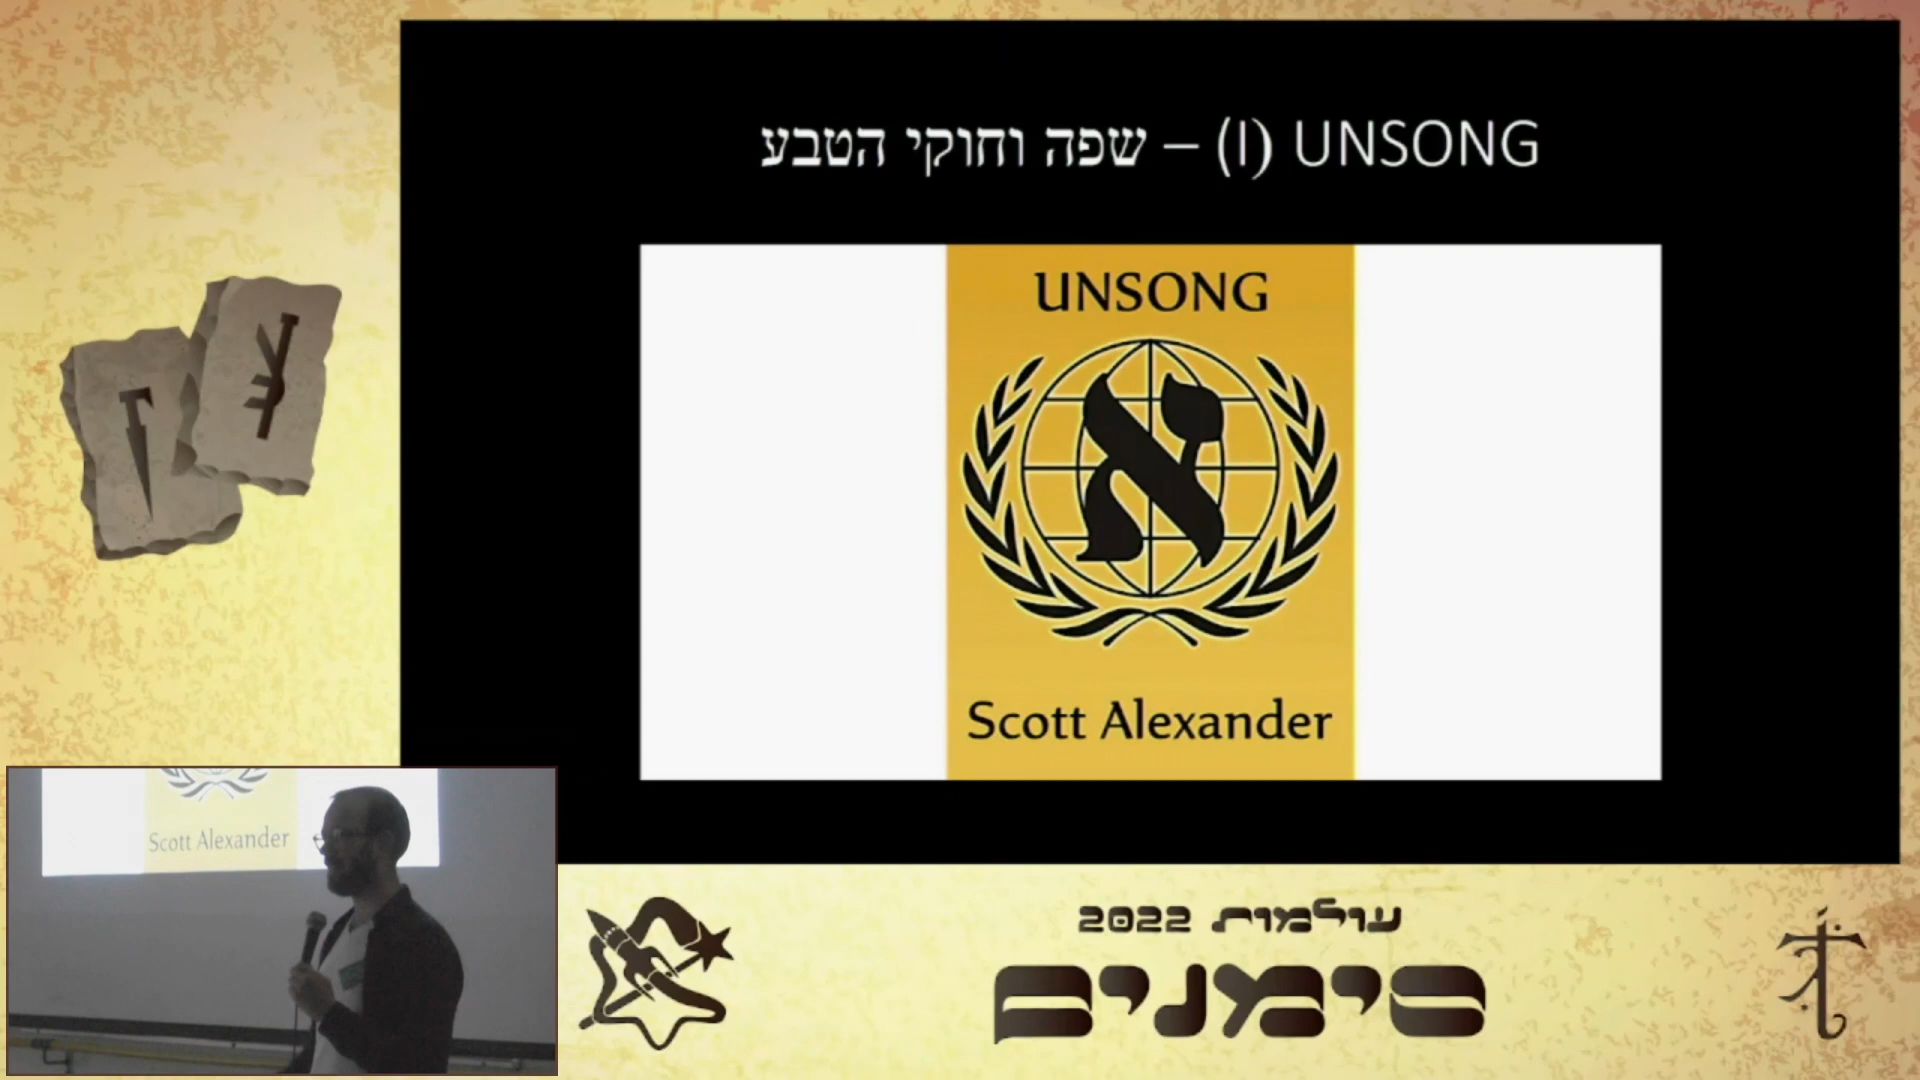 UNSONG (I) – שפה וחוקי הטבע
UNSONG
א
Scott Alexander
Scott Alexander
עולמות 2022
סימנים